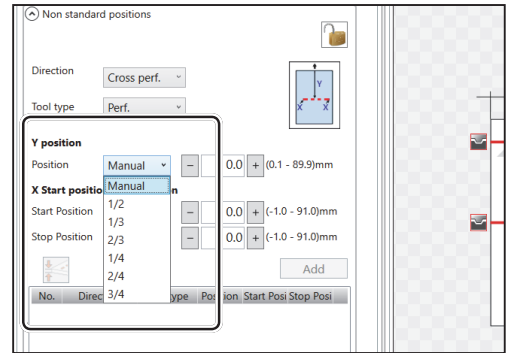 Non standard positions
Y
X X
Direction Cross perf.
Tool type Perf.
Y position
Position Manual − 0.0 + (0.1 - 89.9)mm
Manual
X Start positio n
1/2
Start Position − 0.0 + (-1.0 - 91.0)mm
1/3
Stop Position 2/3 − 0.0 + (-1.0 - 91.0)mm
1/4
2/4
Add
3/4
No. Direc ype Pos ion Start Posi Stop Posi